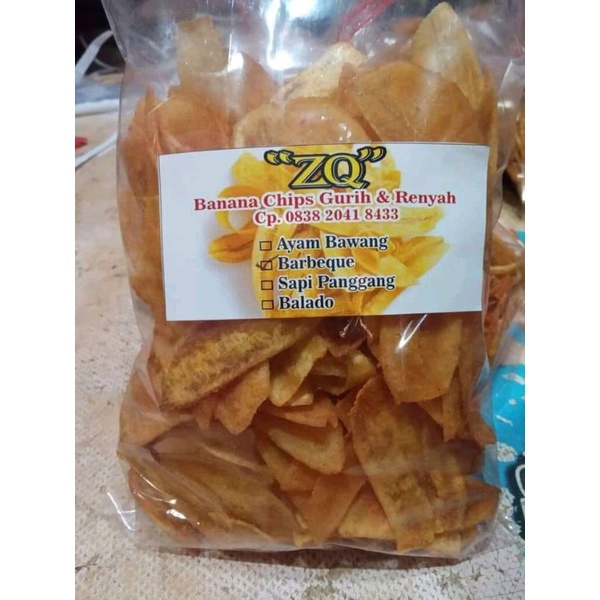 "ZQ"
Banana Chips Gurih & Renyah
Cp. 0838 2041 8433
Ayam Bawang
Barbeque
Sapi Panggang
Balado